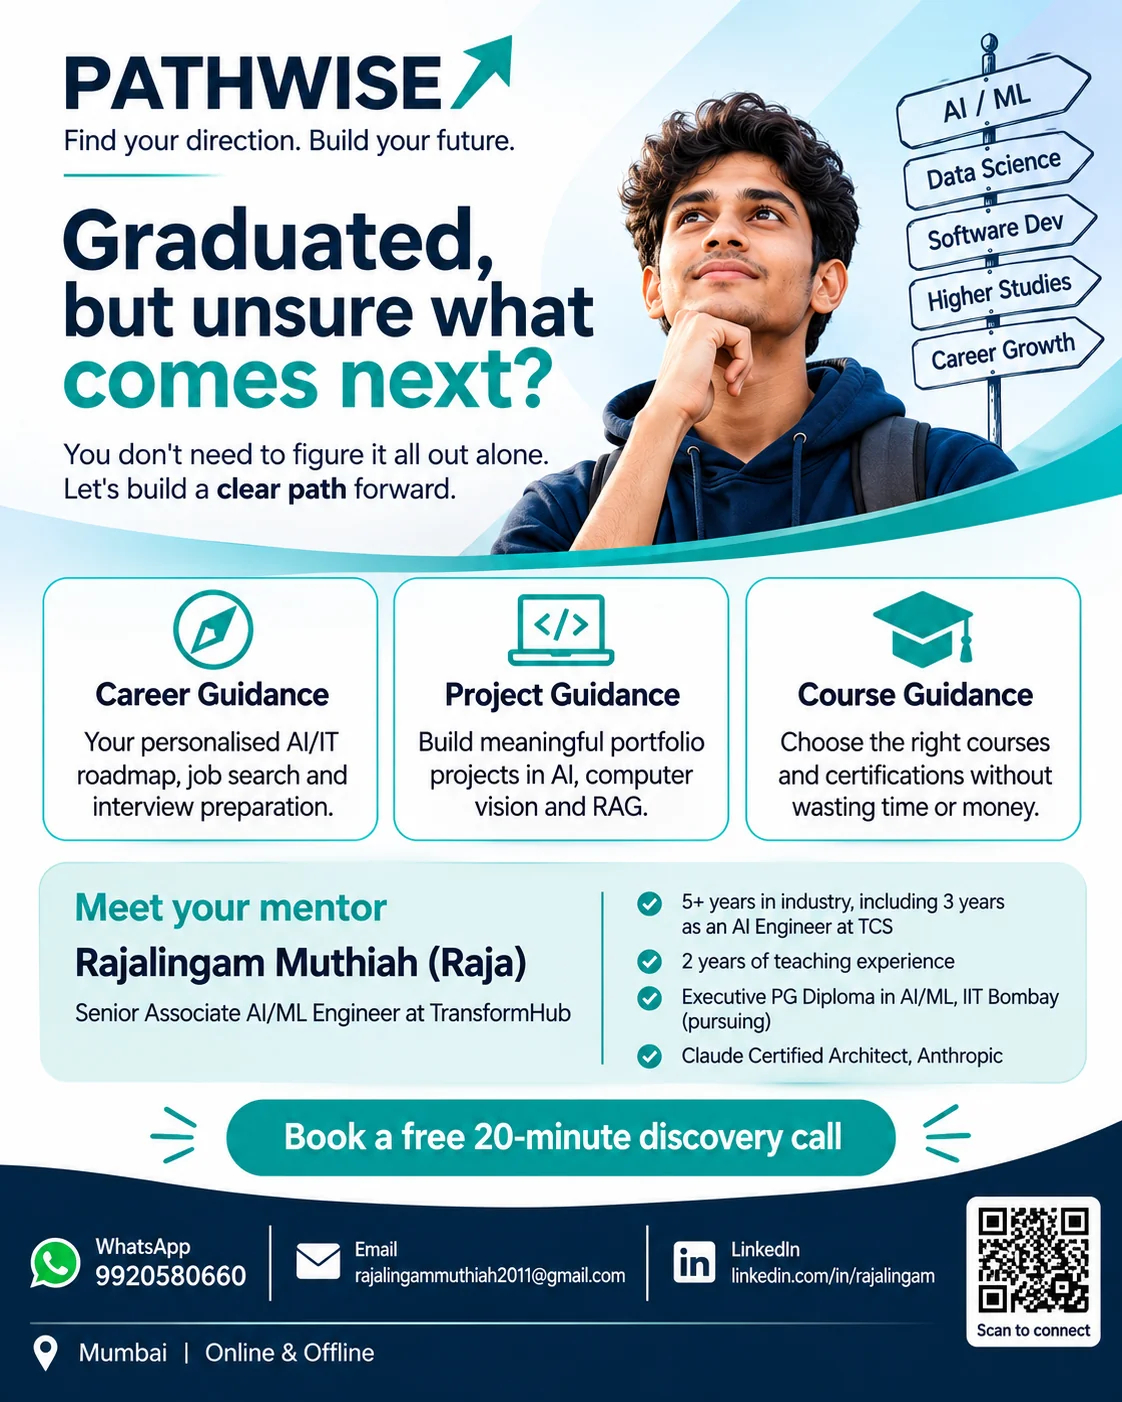 PATHWISE
Find your direction. Build your future.
Graduated,
but unsure what
comes next?
You don't need to figure it all out alone.
Let's build a clear path forward.
AI / ML
Data Science
Software Dev
Higher Studies
Career Growth
Career Guidance
Your personalised AI/IT
roadmap, job search and
interview preparation.
</>
Project Guidance
Build meaningful portfolio
projects in AI, computer
vision and RAG.
Course Guidance
Choose the right courses
and certifications without
wasting time or money.
Meet your mentor
Rajalingam Muthiah (Raja)
Senior Associate AI/ML Engineer at TransformHub
5+ years in industry, including 3 years
as an AI Engineer at TCS
2 years of teaching experience
Executive PG Diploma in AI/ML, IIT Bombay
(pursuing)
Claude Certified Architect, Anthropic
Book a free 20-minute discovery call
WhatsApp
9920580660
Email
rajalingammuthiah2011@gmail.com
in
LinkedIn
linkedin.com/in/rajalingam
Scan to connect
Mumbai | Online & Offline